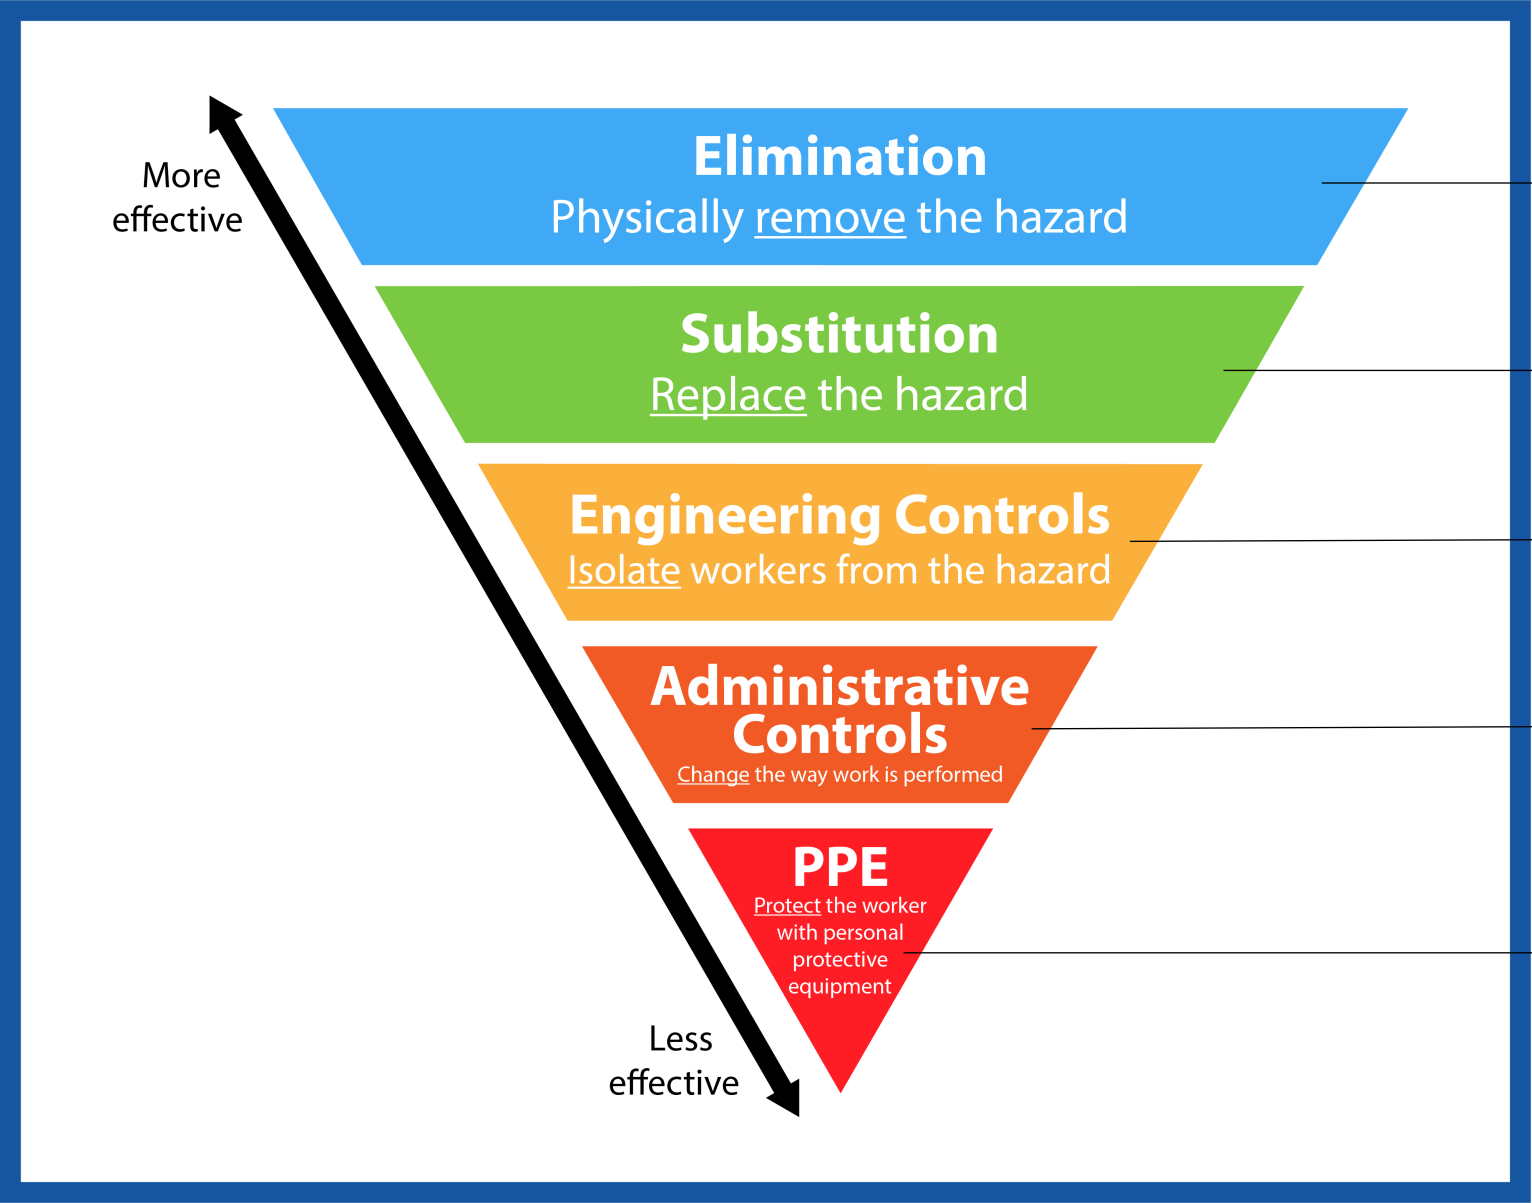 More
effective
Elimination
Physically remove the hazard
Substitution
Replace the hazard
Engineering Controls
Isolate workers from the hazard
Administrative
Controls
Change the way work is performed
PPE
Protect the worker
with personal
protective
equipment
Less
effective